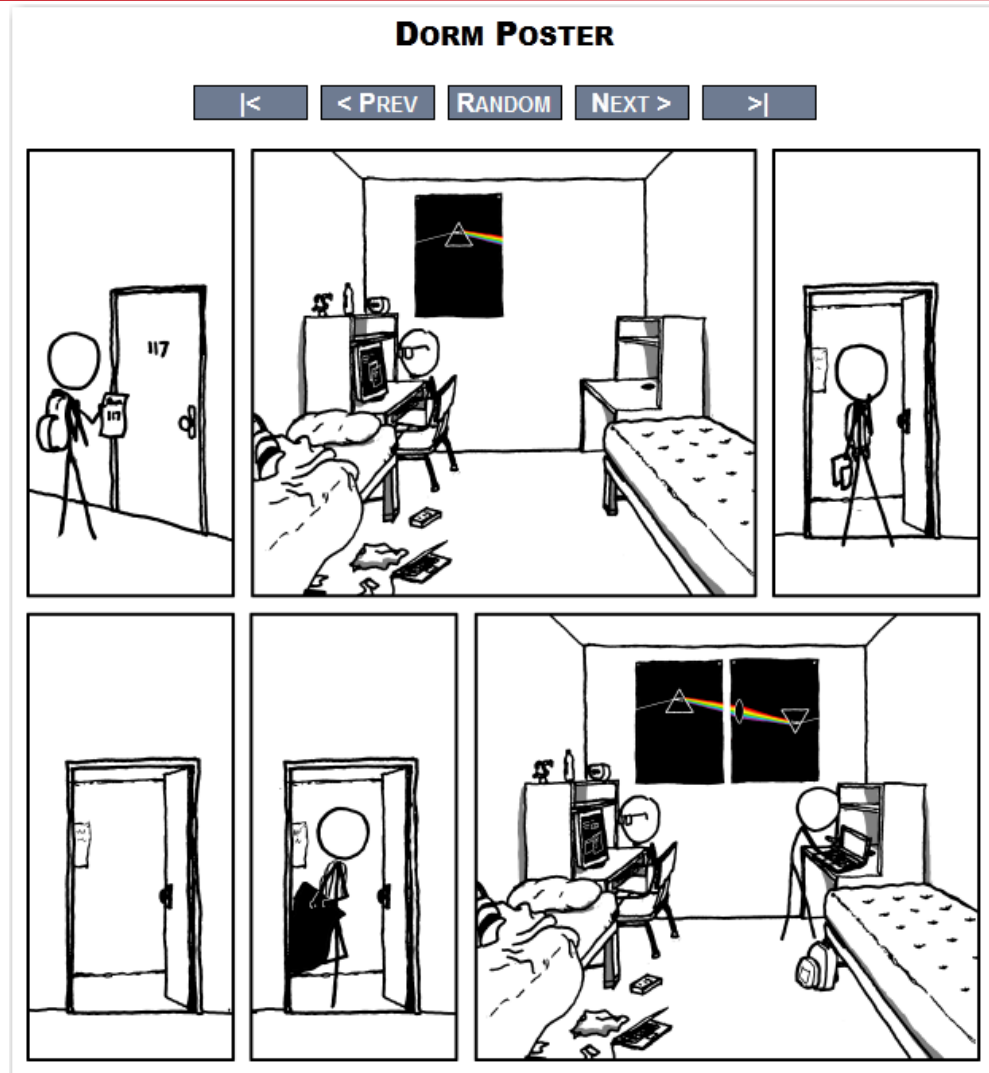 DORM POSTER
|<
< PREV
RANDOM
NEXT >
>|
117
117